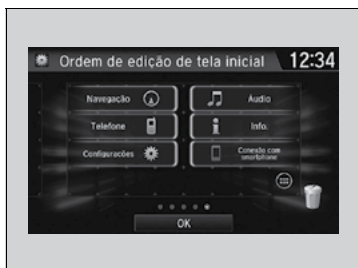 Ordem de edição de tela inicial 12:34
Navegação
Áudio
Telefone
Info.
Configurações
Conexão com
smartphone
OK